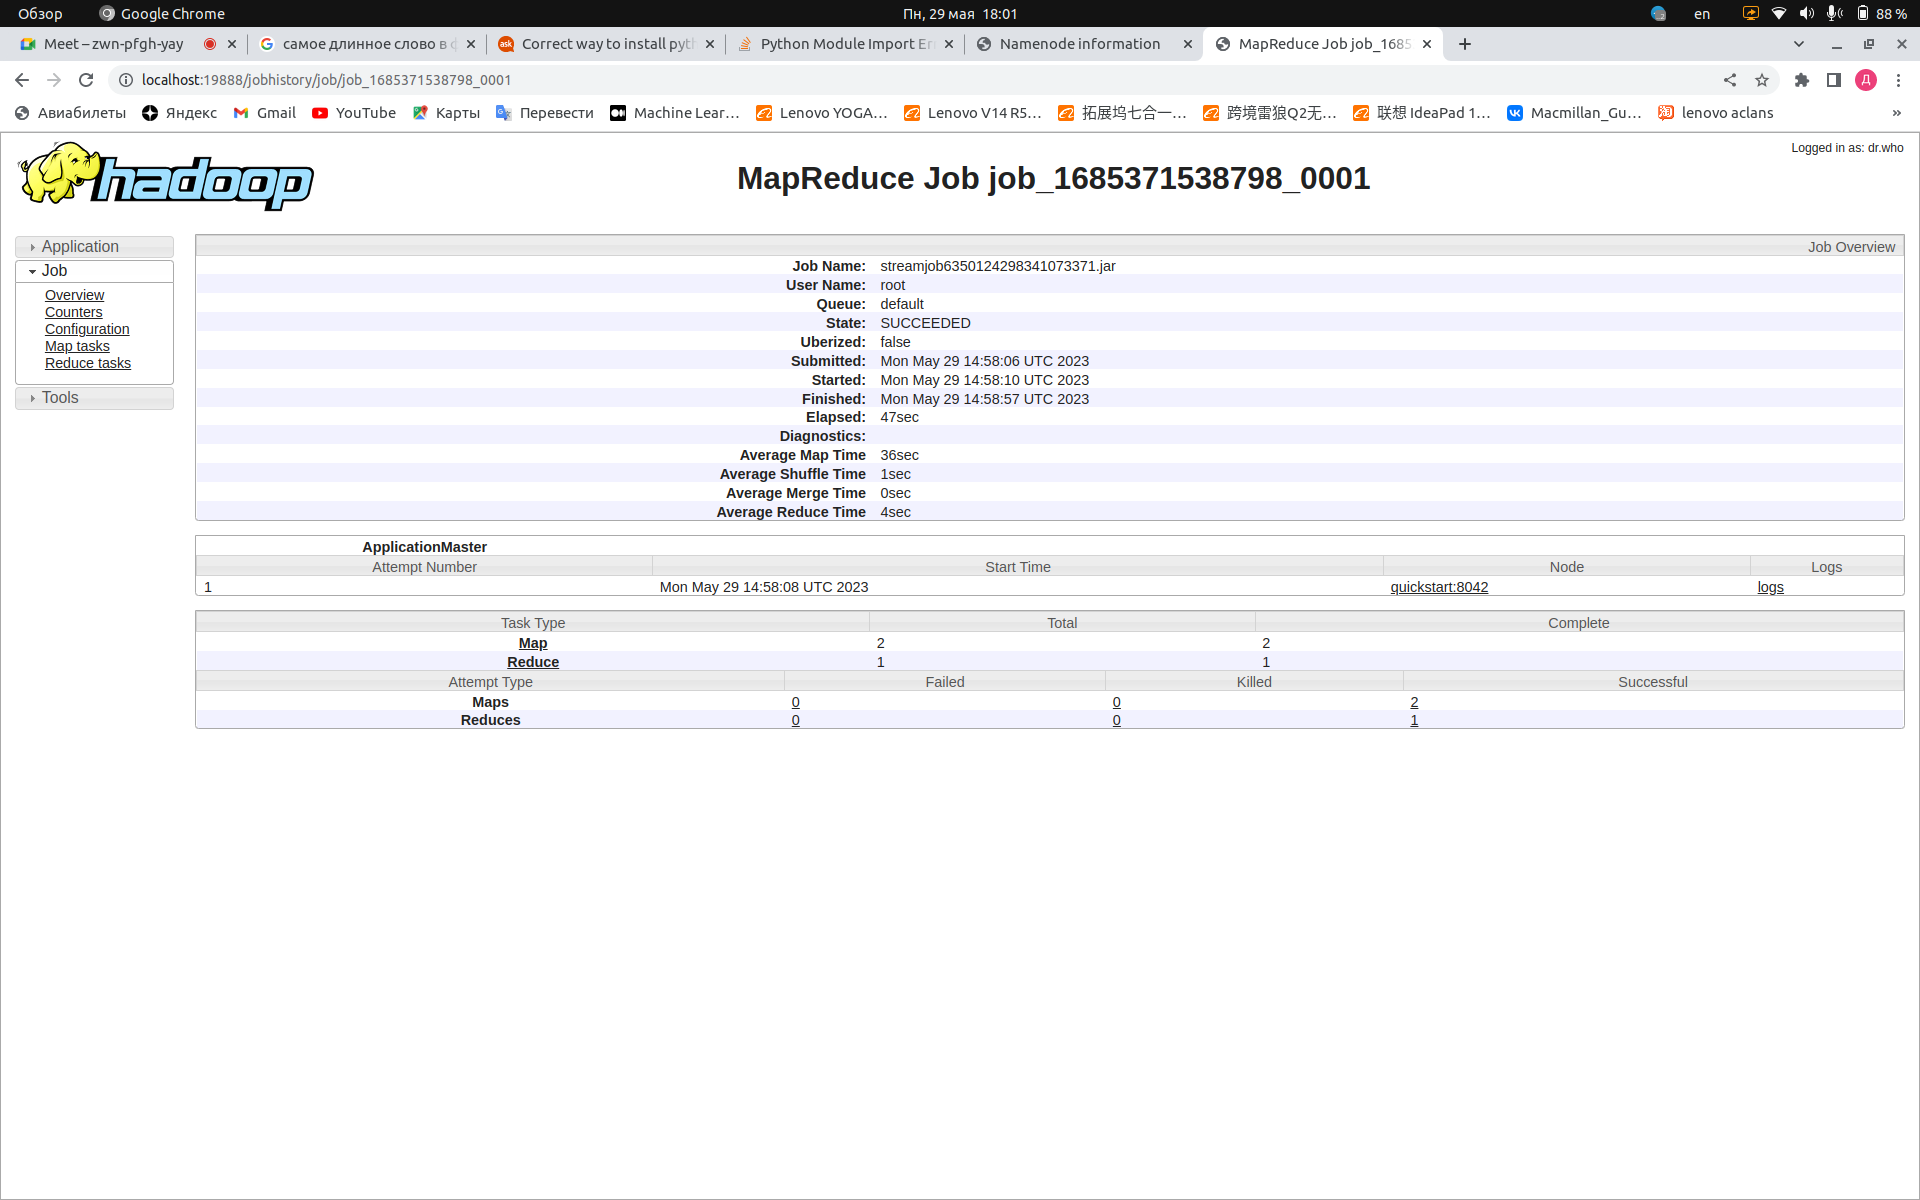 Обзор Google Chrome Пн, 29 мая 18:01 en 88 %
Meet – zwn-pfgh-yay самое длинное слово в Correct way to install pyt Python Module Import Er Namenode information MapReduce Job job_1685
localhost:19888/jobhistory/job/job_1685371538798_0001 Д
Авиабилеты Яндекс Gmail YouTube Карты Перевести Machine Lear... Lenovo YOGA... Lenovo V14 R5... 拓展坞七合一... 跨境雷狼Q2无... 联想 IdeaPad 1... Macmillan_Gu... lenovo aclans »
hadoop
MapReduce Job job_1685371538798_0001
Logged in as: dr.who
Application
Job
Overview
Counters
Configuration
Map tasks
Reduce tasks
Tools
Job Overview
Job Name: streamjob6350124298341073371.jar
User Name: root
Queue: default
State: SUCCEEDED
Uberized: false
Submitted: Mon May 29 14:58:06 UTC 2023
Started: Mon May 29 14:58:10 UTC 2023
Finished: Mon May 29 14:58:57 UTC 2023
Elapsed: 47sec
Diagnostics:
Average Map Time 36sec
Average Shuffle Time 1sec
Average Merge Time 0sec
Average Reduce Time 4sec
ApplicationMaster
Attempt Number Start Time Node Logs
1 Mon May 29 14:58:08 UTC 2023 quickstart:8042 logs
Task Type Total Complete
Map 2 2
Reduce 1 1
Attempt Type Failed Killed Successful
Maps 0 0 2
Reduces 0 0 1